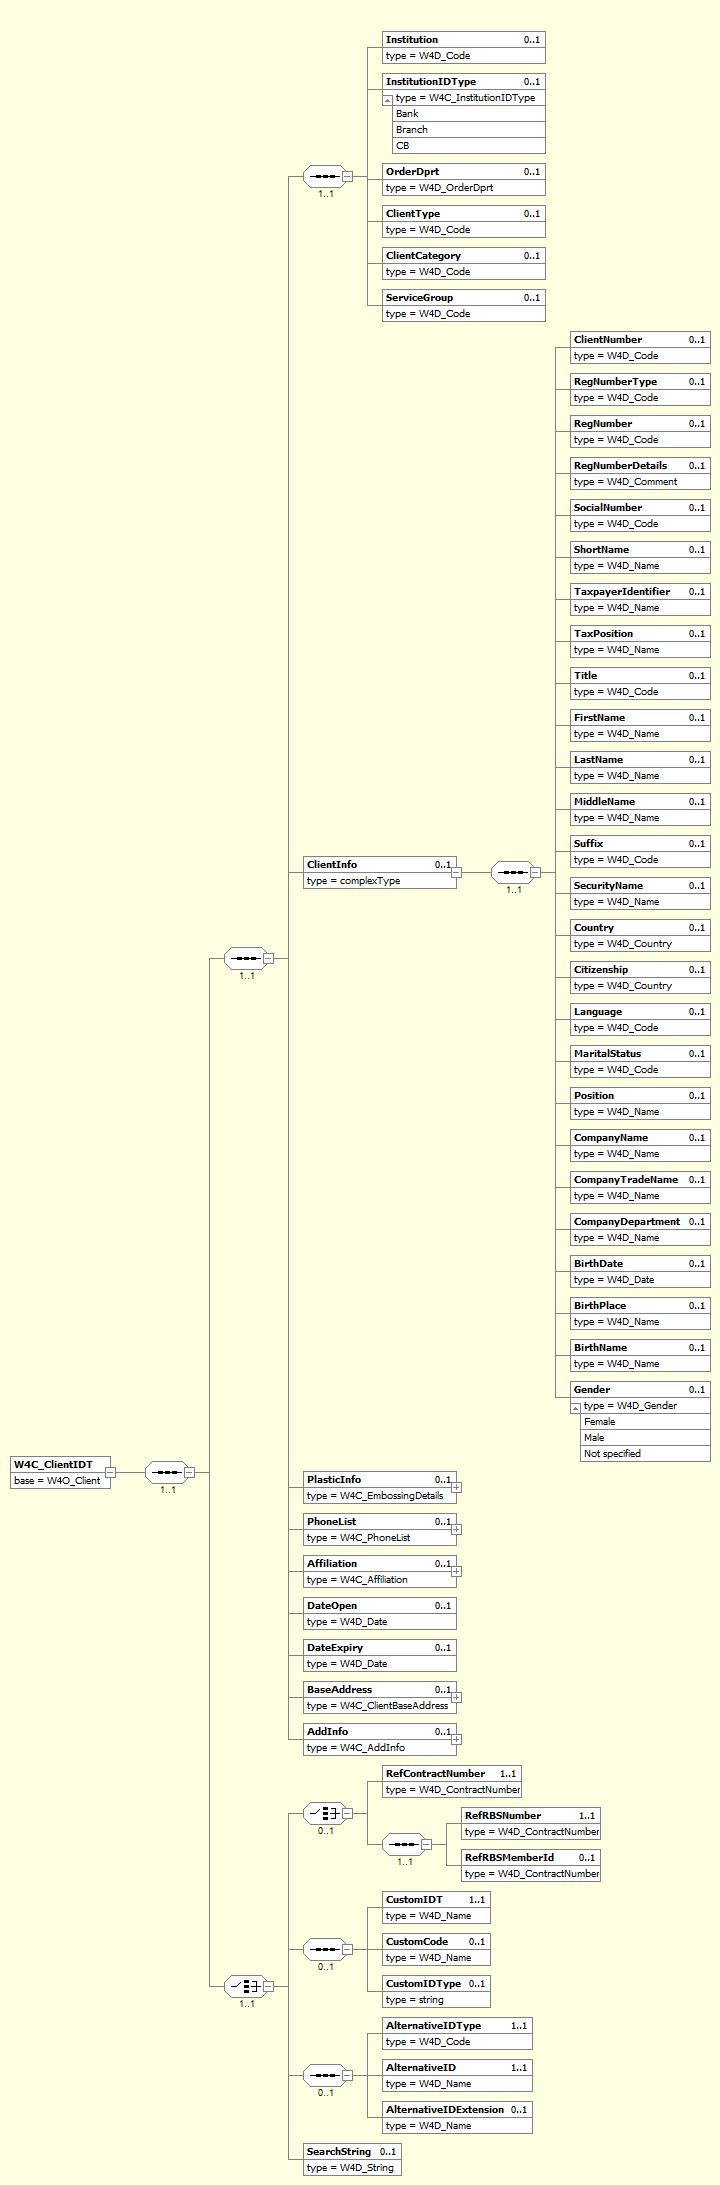 Institution 0..1
type = W4D_Code
InstitutionIDType 0..1
type = W4C_InstitutionIDType
Bank
Branch
CB
OrderDprt 0..1
type = W4D_OrderDprt
1..1
ClientType 0..1
type = W4D_Code
ClientCategory 0..1
type = W4D_Code
ServiceGroup 0..1
type = W4D_Code
ClientNumber 0..1
type = W4D_Code
RegNumberType 0..1
type = W4D_Code
RegNumber 0..1
type = W4D_Code
RegNumberDetails 0..1
type = W4D_Comment
SocialNumber 0..1
type = W4D_Code
ShortName 0..1
type = W4D_Name
TaxpayerIdentifier 0..1
type = W4D_Name
TaxPosition 0..1
type = W4D_Name
Title 0..1
type = W4D_Code
FirstName 0..1
type = W4D_Name
LastName 0..1
type = W4D_Name
MiddleName 0..1
type = W4D_Name
Suffix 0..1
type = W4D_Code
ClientInfo 0..1
type = complexType
1..1
SecurityName 0..1
type = W4D_Name
Country 0..1
type = W4D_Country
Citizenship 0..1
type = W4D_Country
1..1
Language 0..1
type = W4D_Code
MaritalStatus 0..1
type = W4D_Code
Position 0..1
type = W4D_Name
CompanyName 0..1
type = W4D_Name
CompanyTradeName 0..1
type = W4D_Name
CompanyDepartment 0..1
type = W4D_Name
BirthDate 0..1
type = W4D_Date
BirthPlace 0..1
type = W4D_Name
BirthName 0..1
type = W4D_Name
Gender 0..1
type = W4D_Gender
Female
Male
Not specified
W4C_ClientIDT
base = W4O_Client
1..1
PlasticInfo 0..1
type = W4C_EmbossingDetails
PhoneList 0..1
type = W4C_PhoneList
Affiliation 0..1
type = W4C_Affiliation
DateOpen 0..1
type = W4D_Date
DateExpiry 0..1
type = W4D_Date
BaseAddress 0..1
type = W4C_ClientBaseAddress
AddInfo 0..1
type = W4C_AddInfo
RefContractNumber 1..1
type = W4D_ContractNumber
0..1
RefRBSNumber 1..1
type = W4D_ContractNumber
1..1
RefRBSMemberId 0..1
type = W4D_ContractNumber
CustomIDT 1..1
type = W4D_Name
CustomCode 0..1
type = W4D_Name
0..1
CustomIDType 0..1
type = string
1..1
AlternativeIDType 1..1
type = W4D_Code
AlternativeID 1..1
type = W4D_Name
0..1
AlternativeIDExtension 0..1
type = W4D_Name
SearchString 0..1
type = W4D_String